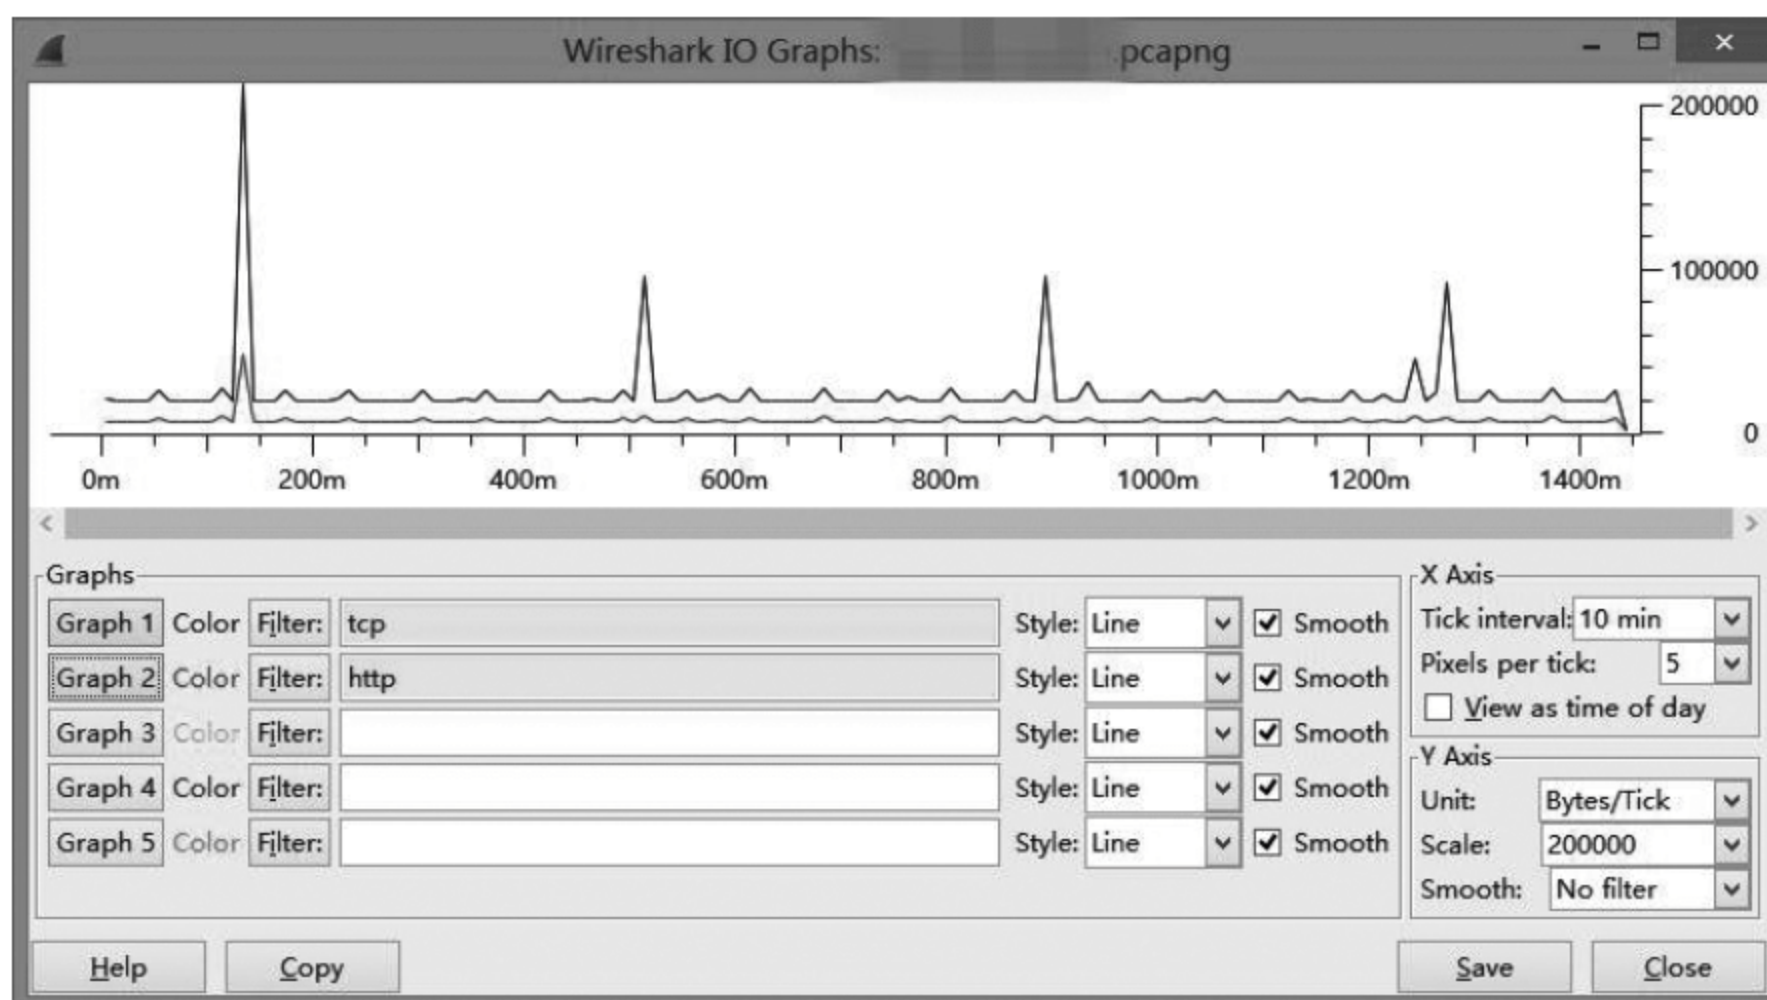 Wireshark IO Graphs: .pcapng
200000
100000
0
0m 200m 400m 600m 800m 1000m 1200m 1400m
Graphs
Graph 1 Color Filter: tcp Style: Line Smooth
Graph 2 Color Filter: http Style: Line Smooth
Graph 3 Color Filter: Style: Line Smooth
Graph 4 Color Filter: Style: Line Smooth
Graph 5 Color Filter: Style: Line Smooth
X Axis
Tick interval: 10 min
Pixels per tick: 5
View as time of day
Y Axis
Unit: Bytes/Tick
Scale: 200000
Smooth: No filter
Help Copy Save Close